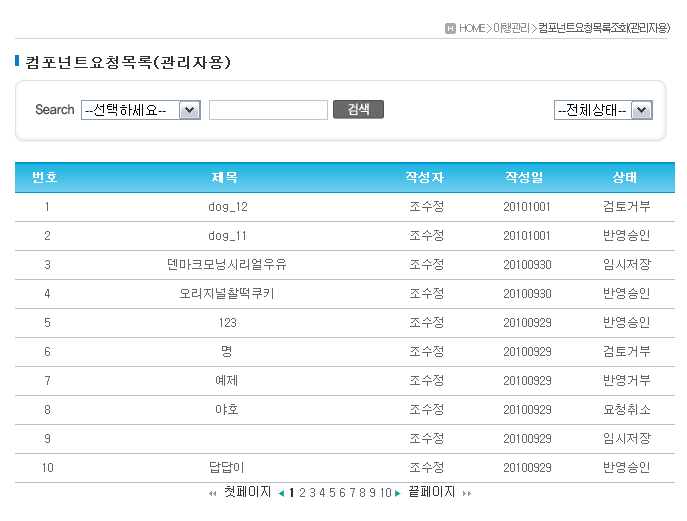 HOME > 이행관리 > 컴포넌트요청목록조회(관리자용)
컴포넌트요청목록(관리자용)
Search --선택하세요-- 검색 --전체상태--
번호 제목 작성자 작성일 상태
1 dog_12 조수정 20101001 검토거부
2 dog_11 조수정 20101001 반영승인
3 덴마크모닝시리얼우유 조수정 20100930 임시저장
4 오리지널찰떡쿠키 조수정 20100930 반영승인
5 123 조수정 20100929 반영승인
6 명 조수정 20100929 검토거부
7 예제 조수정 20100929 반영거부
8 야호 조수정 20100929 요청취소
9 조수정 20100929 임시저장
10 답답이 조수정 20100929 반영승인
첫페이지 1 2 3 4 5 6 7 8 9 10 끝페이지